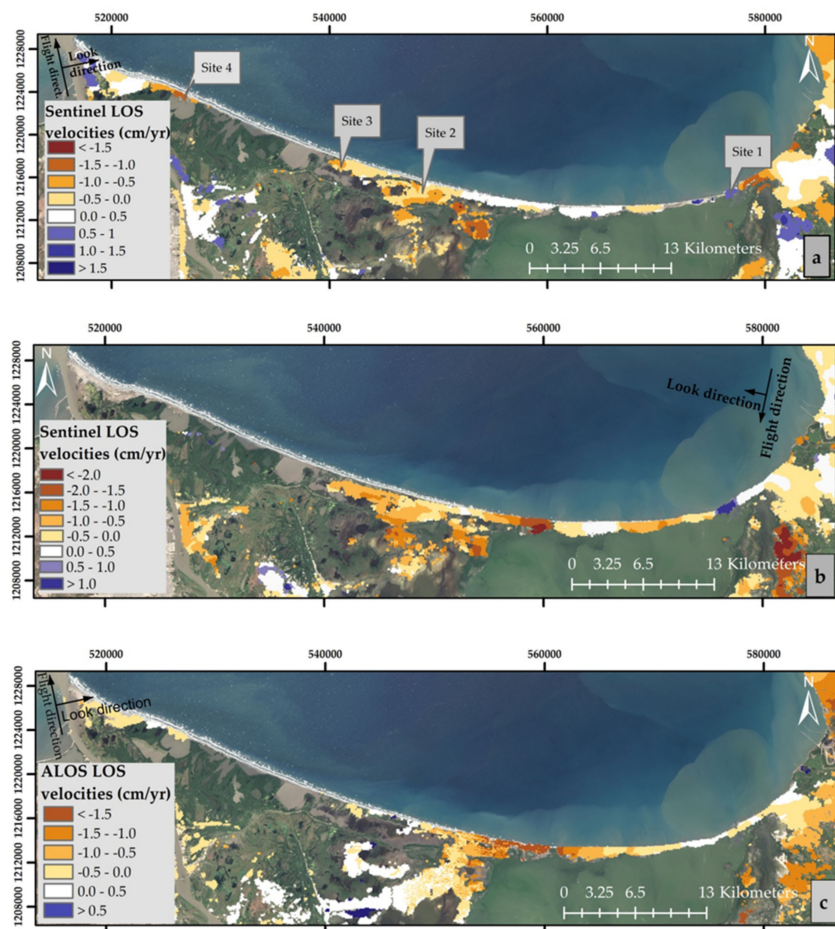 520000 540000 560000 580000
1228000
1224000
1220000
1216000
1212000
1208000
Flight direct.
Look
direction
Site 4
Site 3
Site 2
Site 1
N
Sentinel LOS
velocities (cm/yr)
< -1.5
-1.5 - -1.0
-1.0 - -0.5
-0.5 - 0.0
0.0 - 0.5
0.5 - 1
1.0 - 1.5
> 1.5
0 3.25 6.5 13 Kilometers
a
520000 540000 560000 580000
1228000
1224000
1220000
1216000
1212000
1208000
N
Look direction
Flight direction
Sentinel LOS
velocities (cm/yr)
< -2.0
-2.0 - -1.5
-1.5 - -1.0
-1.0 - -0.5
-0.5 - 0.0
0.0 - 0.5
0.5 - 1.0
> 1.0
0 3.25 6.5 13 Kilometers
b
520000 540000 560000 580000
1228000
1224000
1220000
1216000
1212000
1208000
Flight direction
Look direction
N
ALOS LOS
velocities (cm/yr)
< -1.5
-1.5 - -1.0
-1.0 - -0.5
-0.5 - 0.0
0.0 - 0.5
> 0.5
0 3.25 6.5 13 Kilometers
c